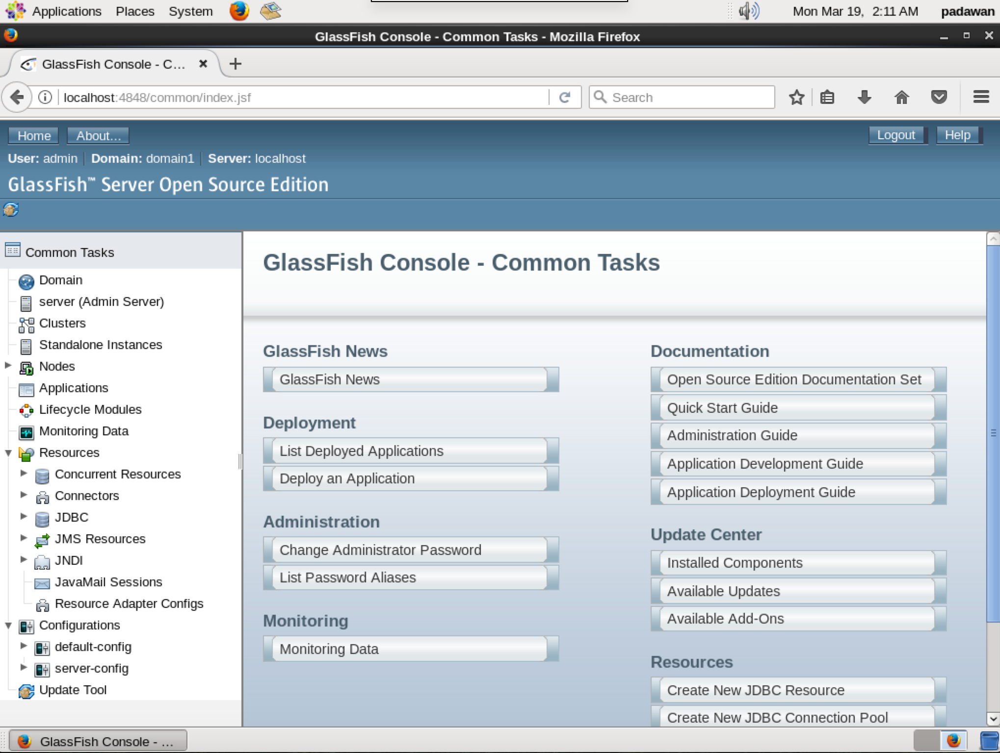 Applications Places System
Mon Mar 19, 2:11 AM padawan
GlassFish Console - Common Tasks - Mozilla Firefox
GlassFish Console - C...
localhost:4848/common/index.jsf
Search
Home About...
Logout Help
User: admin Domain: domain1 Server: localhost
GlassFish™ Server Open Source Edition
Common Tasks
Domain
server (Admin Server)
Clusters
Standalone Instances
Nodes
Applications
Lifecycle Modules
Monitoring Data
Resources
Concurrent Resources
Connectors
JDBC
JMS Resources
JNDI
JavaMail Sessions
Resource Adapter Configs
Configurations
default-config
server-config
Update Tool
GlassFish Console - Common Tasks
GlassFish News
GlassFish News
Deployment
List Deployed Applications
Deploy an Application
Administration
Change Administrator Password
List Password Aliases
Monitoring
Monitoring Data
Documentation
Open Source Edition Documentation Set
Quick Start Guide
Administration Guide
Application Development Guide
Application Deployment Guide
Update Center
Installed Components
Available Updates
Available Add-Ons
Resources
Create New JDBC Resource
Create New JDBC Connection Pool
GlassFish Console - ...